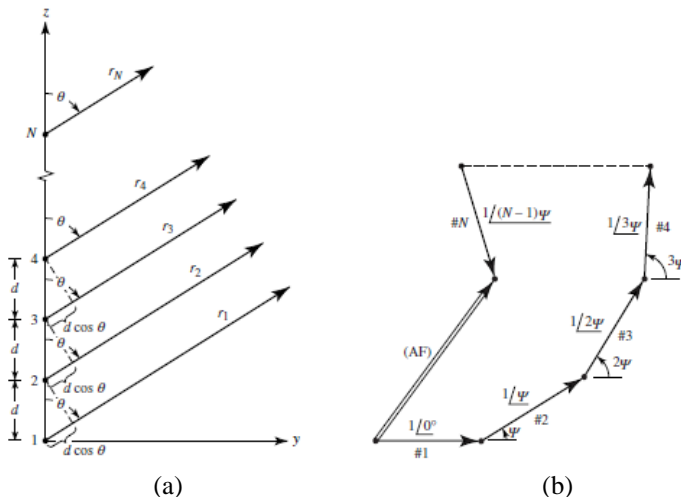 z
r_N
θ
N
r_4
θ
r_3
4
r_2
d
θ
r_1
3
d cos θ
d
θ
2
d cos θ
d
θ
1
d cos θ
y
(a)
#N
1/(N − 1)ψ
1/3ψ
#4
3ψ
1/2ψ
#3
(AF)
2ψ
1/ψ
#2
1/0°
ψ
#1
(b)